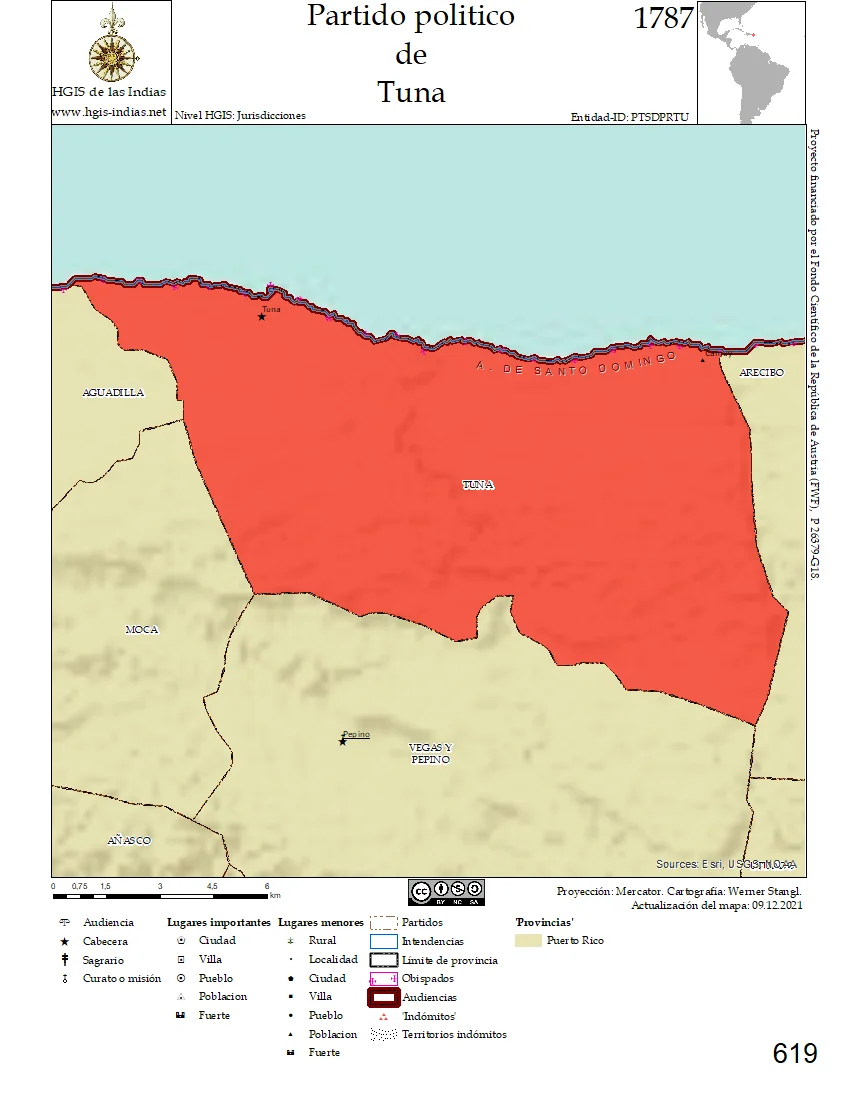 Partido politico
de
Tuna
1787
HGIS de las Indias
www.hgis-indias.net
Nivel HGIS: Jurisdicciones
Entidad-ID: PTSDPRTU
Proyecto financiado por el Fondo Científico de la República de Austria (FWF), P 26379-G18.
Tuna
A. DE SANTO DOMINGO
ARECIBO
AGUADILLA
TUNA
MOCA
Pepino
VEGAS Y
PEPINO
AÑASCO
Sources: Esri, USGS, NOAA
0 0,75 1,5 3 4,5 6
km
BY NC SA
Proyección: Mercator. Cartografía: Werner Stangl.
Actualización del mapa: 09.12.2021
Audiencia
Cabecera
Sagrario
Curato o misión
Lugares importantes
Ciudad
Villa
Pueblo
Poblacion
Fuerte
Lugares menores
Rural
Localidad
Ciudad
Villa
Pueblo
Poblacion
Fuerte
Partidos
Intendencias
Límite de provincia
Obispados
Audiencias
'Indómitos'
Territorios indómitos
'Provincias'
Puerto Rico
619